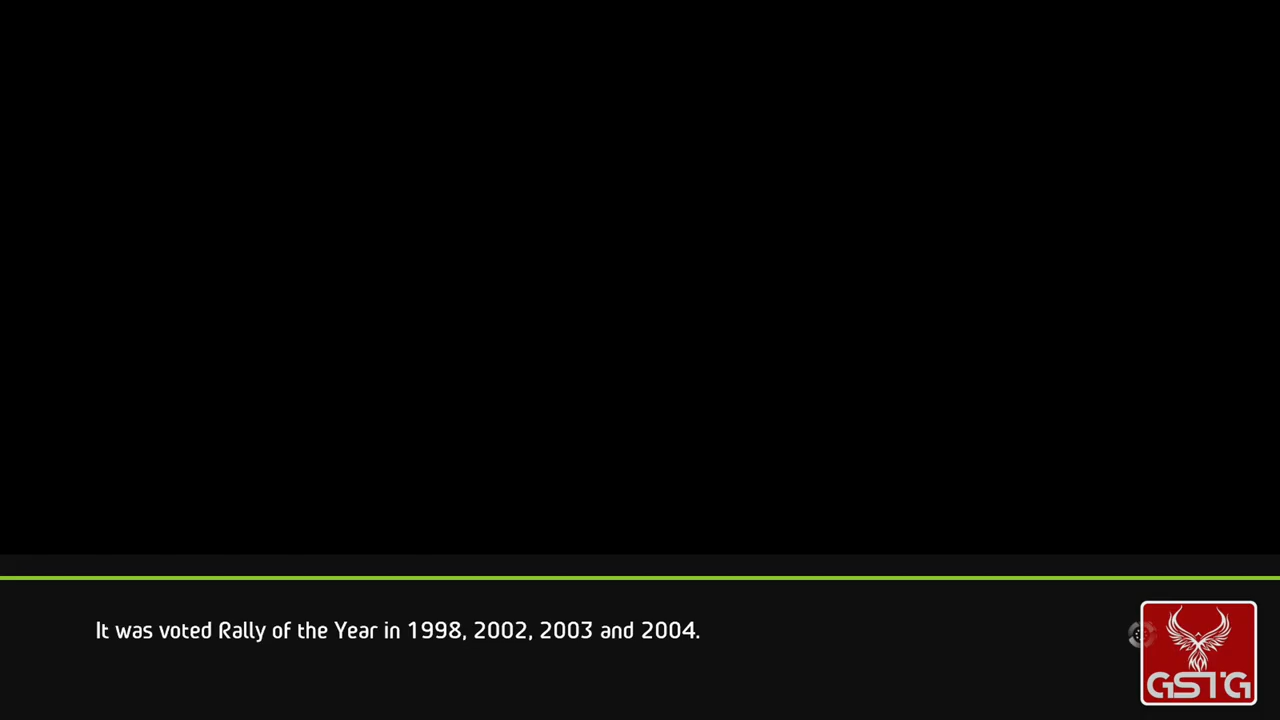 It was voted Rally of the Year in 1998, 2002, 2003 and 2004.
GSTG